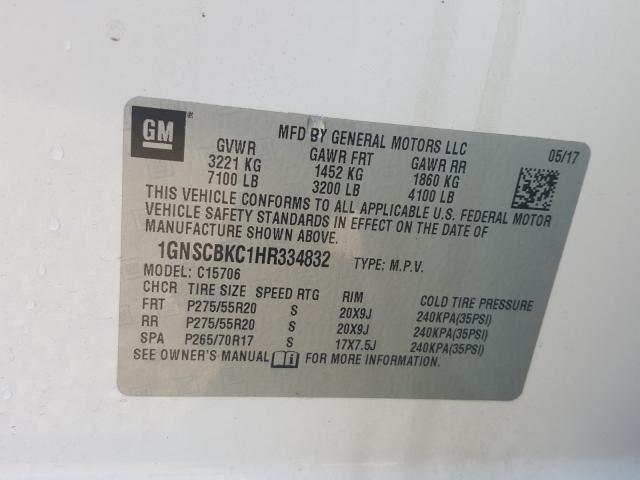 GM
MFD BY GENERAL MOTORS LLC
05/17
GVWR GAWR FRT GAWR RR
3221 KG 1452 KG 1860 KG
7100 LB 3200 LB 4100 LB
THIS VEHICLE CONFORMS TO ALL APPLICABLE U.S. FEDERAL MOTOR
VEHICLE SAFETY STANDARDS IN EFFECT ON THE DATE OF
MANUFACTURE SHOWN ABOVE.
1GNSCBKC1HR334832 TYPE: M.P.V.
MODEL: C15706
CHCR TIRE SIZE SPEED RTG RIM COLD TIRE PRESSURE
FRT P275/55R20 S 20X9J 240KPA(35PSI)
RR P275/55R20 S 20X9J 240KPA(35PSI)
SPA P265/70R17 S 17X7.5J 240KPA(35PSI)
SEE OWNER'S MANUAL FOR MORE INFORMATION.